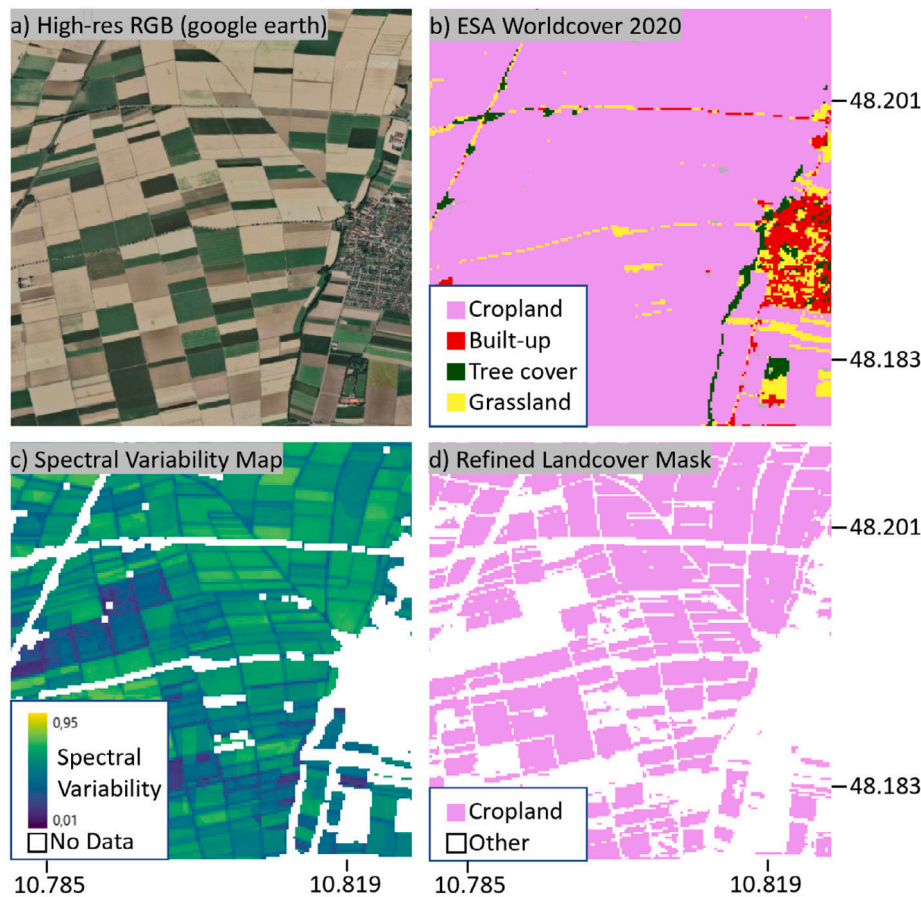 a) High-res RGB (google earth)
b) ESA Worldcover 2020
48.201
Cropland
Built-up
Tree cover
Grassland
48.183
c) Spectral Variability Map
d) Refined Landcover Mask
48.201
0,95
Spectral
Variability
0,01
No Data
Cropland
Other
48.183
10.785
10.819
10.785
10.819